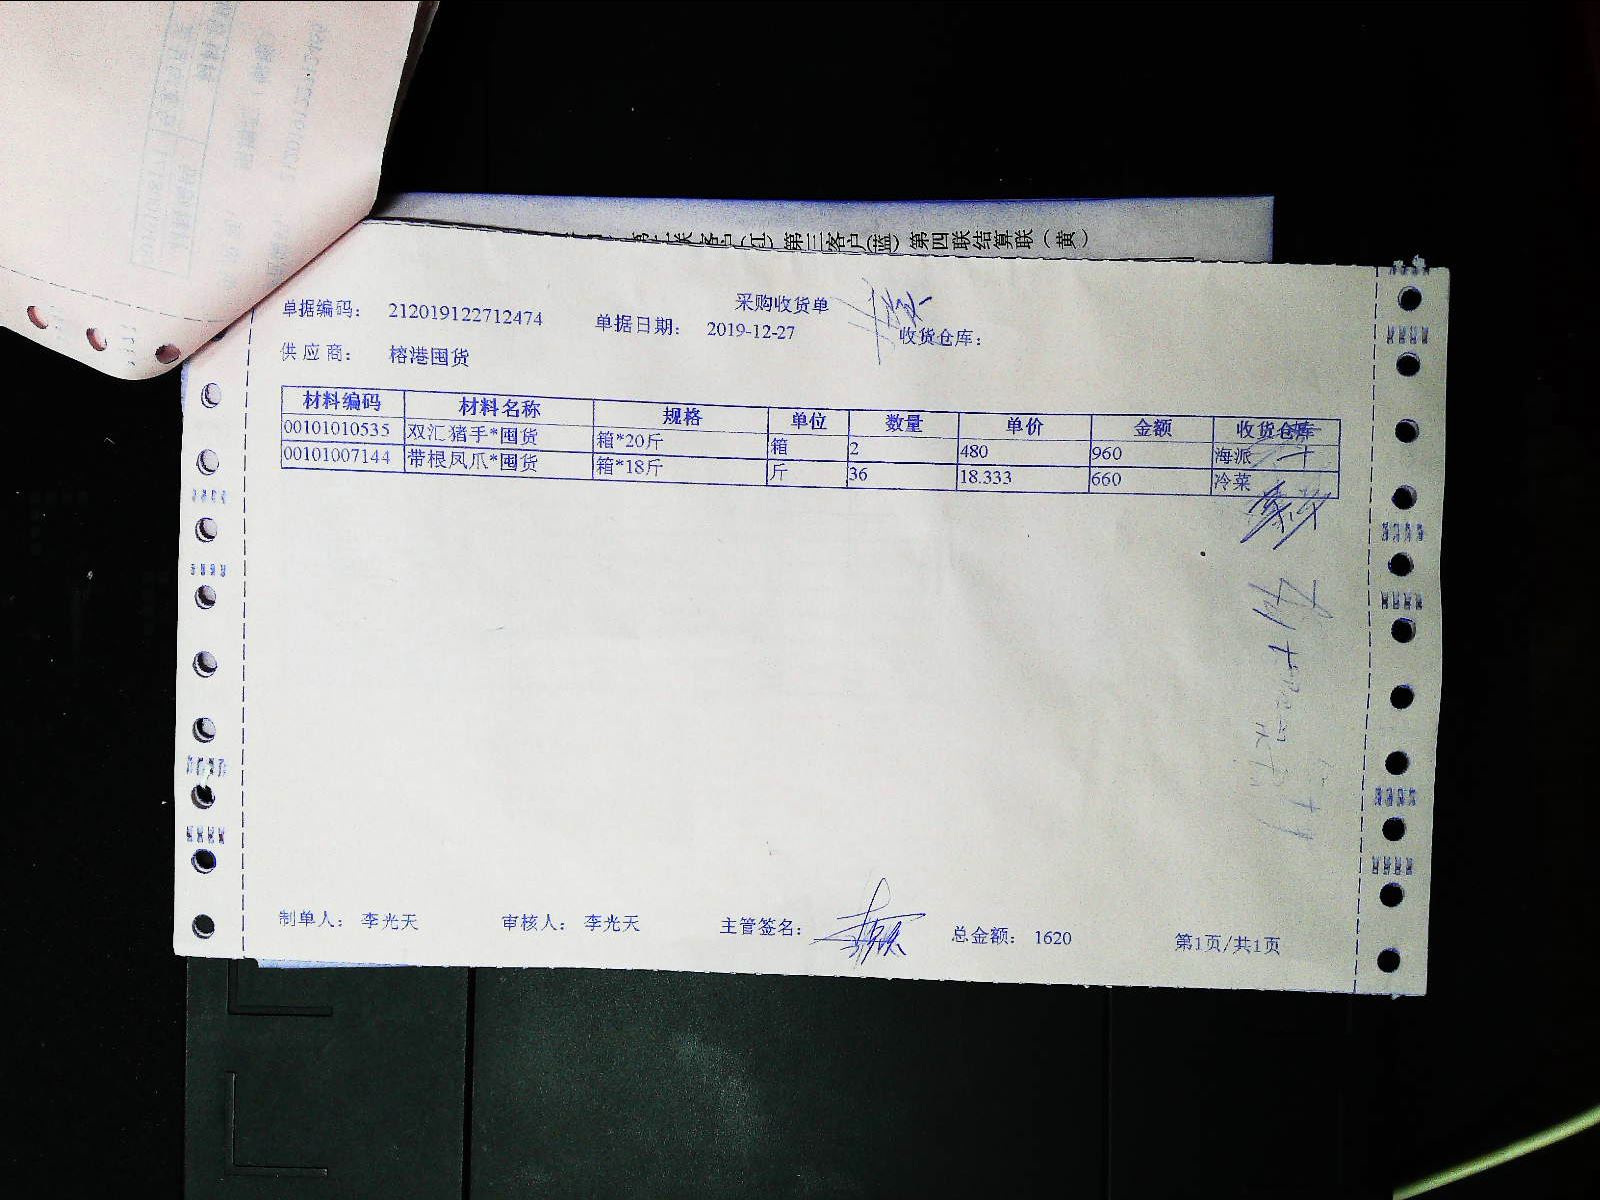 第三客户(蓝) 第四联结算联（黄）
采购收货单
单据编码： 212019122712474 单据日期： 2019-12-27 收货仓库：
供应商： 榕港囤货
材料编码 材料名称 规格 单位 数量 单价 金额 收货仓库
00101010535 双汇猪手*囤货 箱*20斤 箱 2 480 960 海派
00101007144 带根凤爪*囤货 箱*18斤 斤 36 18.333 660 冷菜
制单人： 李光天 审核人： 李光天 主管签名： 总金额： 1620 第1页/共1页